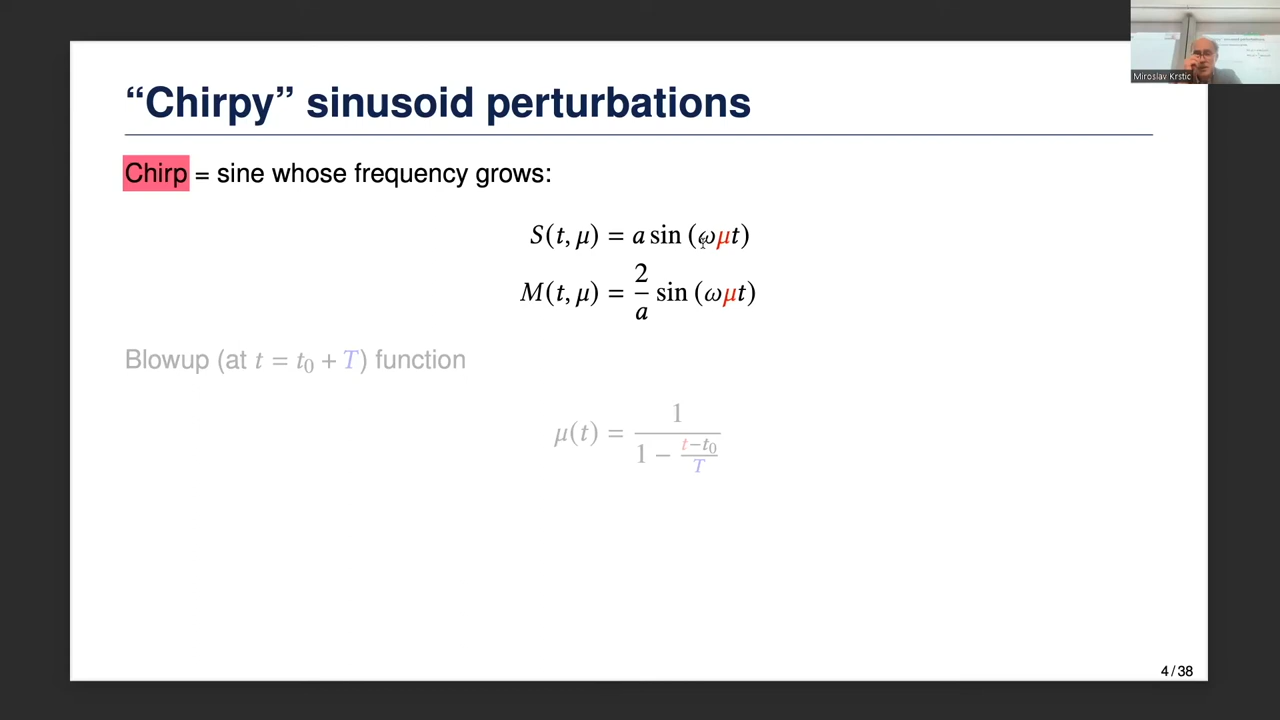 “Chirpy” sinusoid perturbations
Chirp = sine whose frequency grows:
S(t, μ) = a sin (ωμt)
M(t, μ) = 2/a sin (ωμt)
Blowup (at t = t₀ + T) function
μ(t) = 1 / (1 − (t−t₀)/T)
4 / 38
Miroslav Krstic